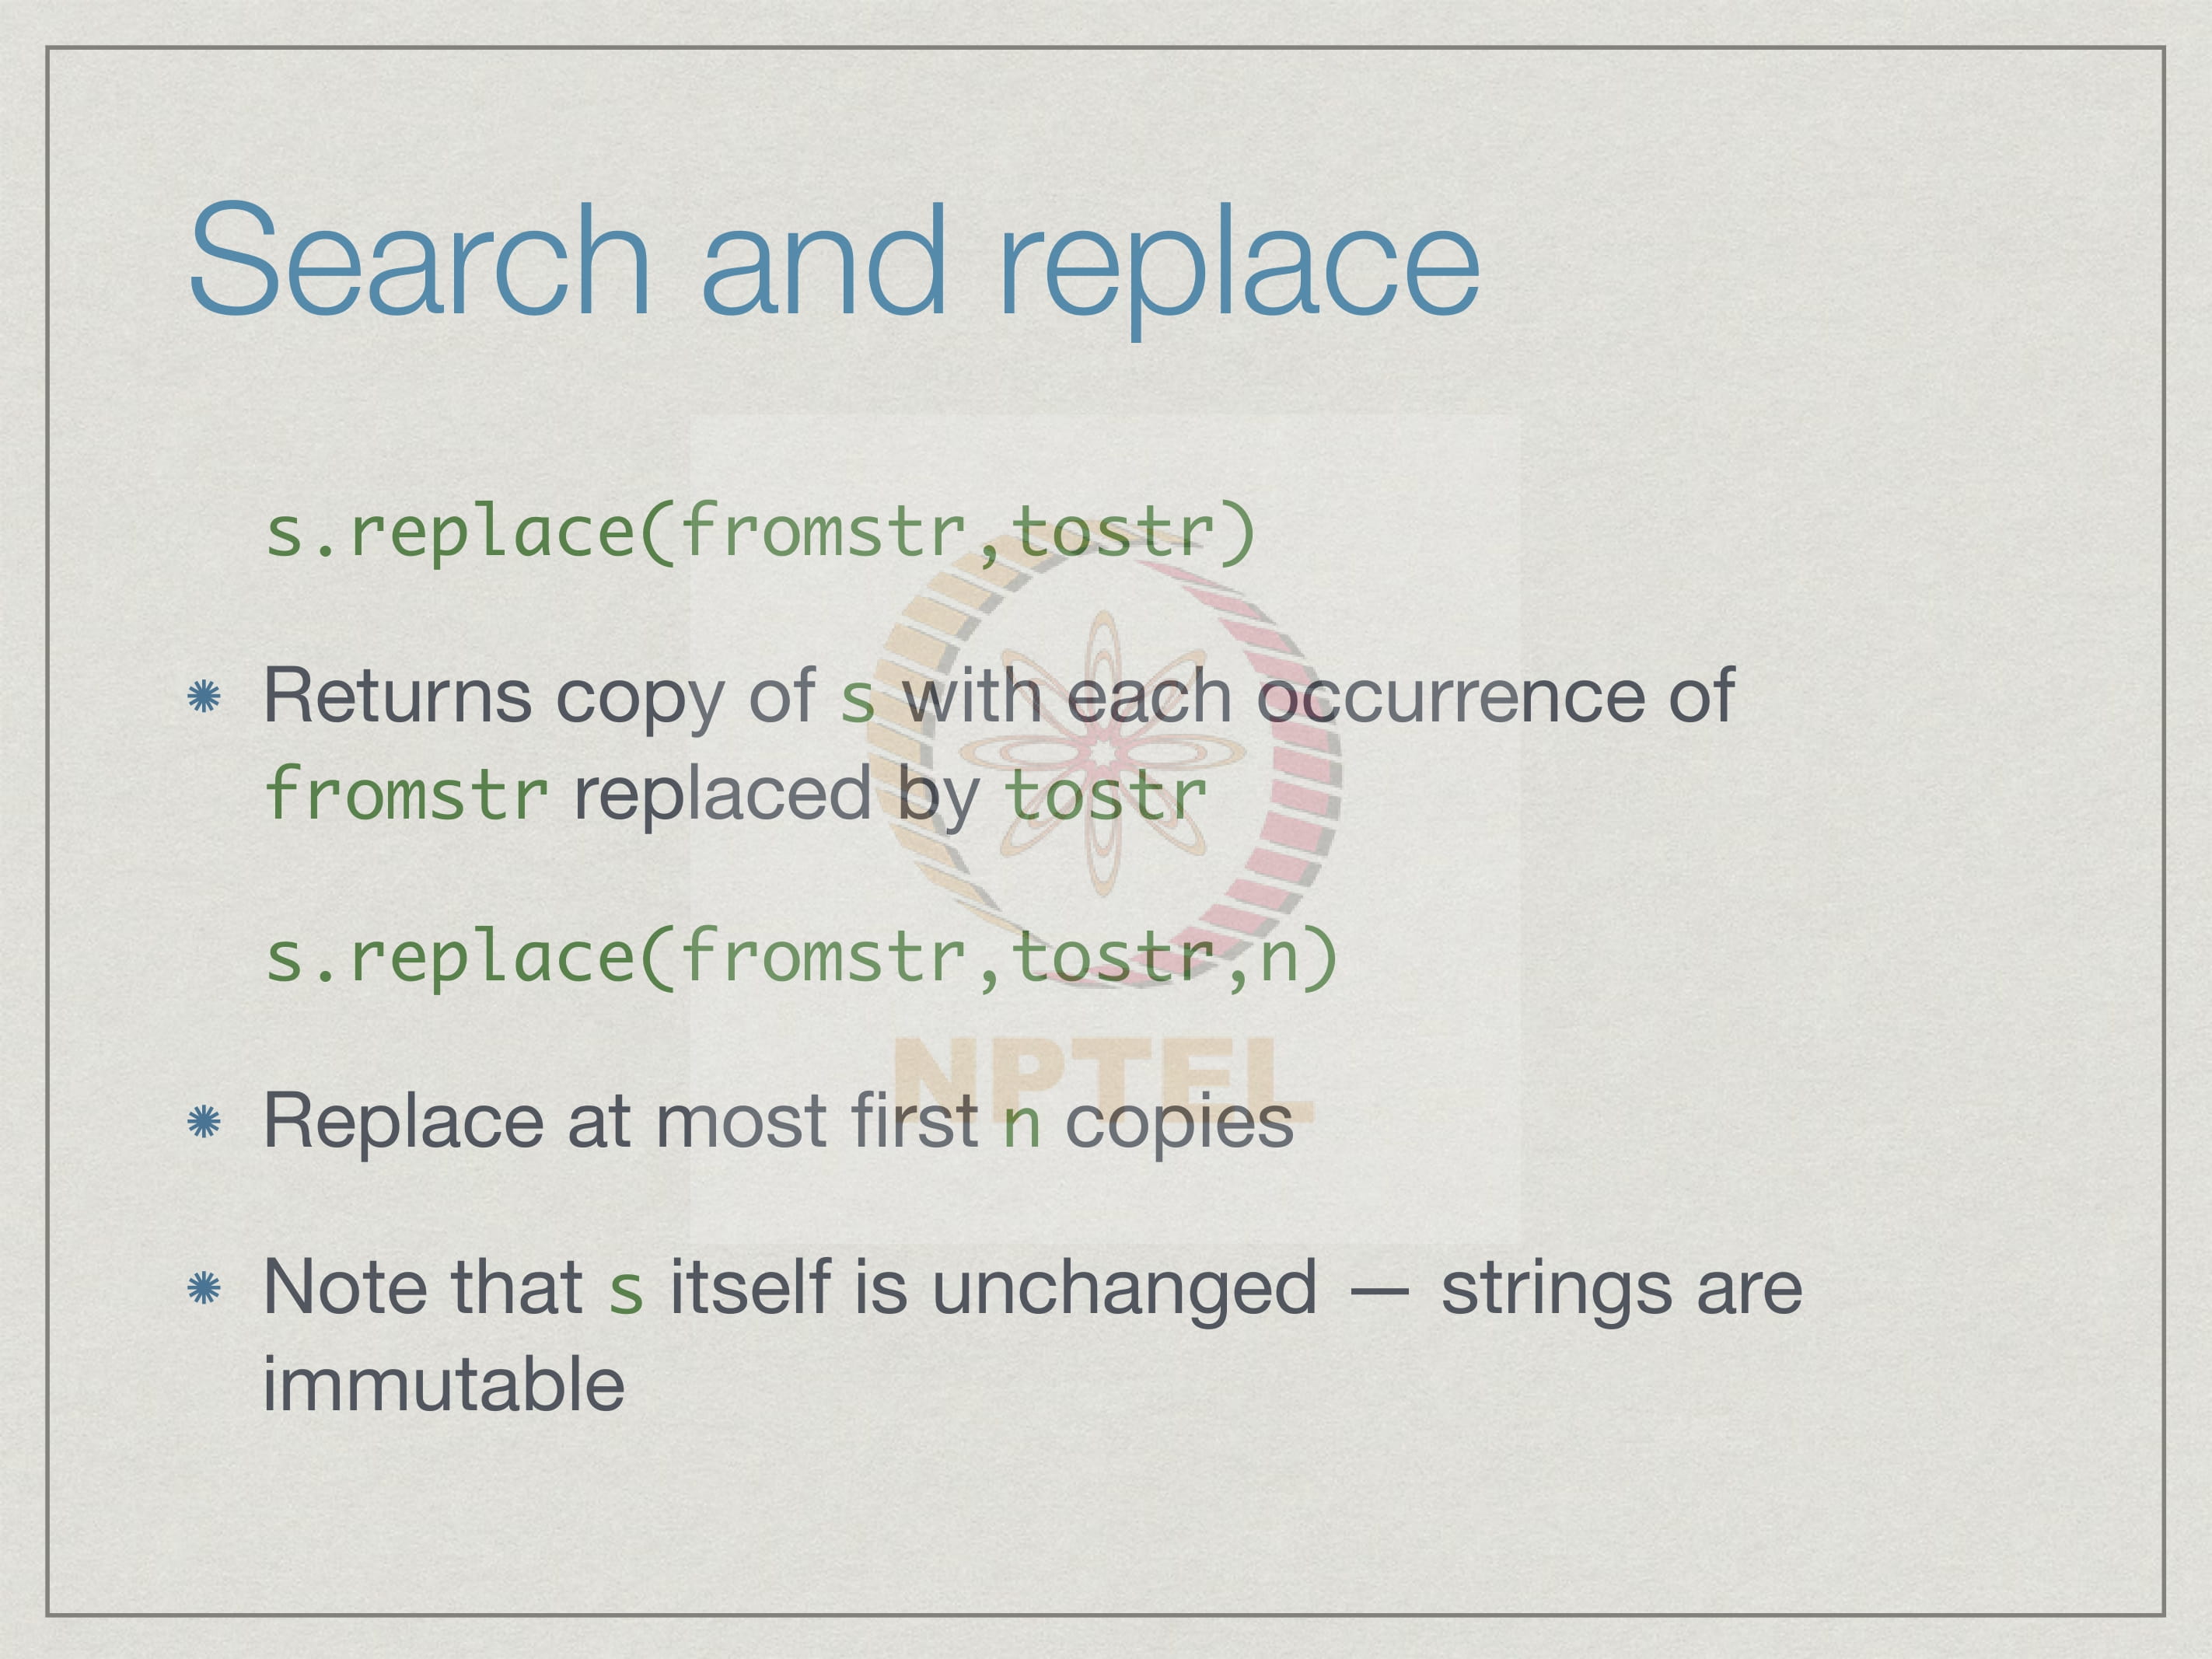 Search and replace
s.replace(fromstr,tostr)
Returns copy of s with each occurrence of
fromstr replaced by tostr
s.replace(fromstr,tostr,n)
NPTEL
Replace at most first n copies
Note that s itself is unchanged — strings are
immutable